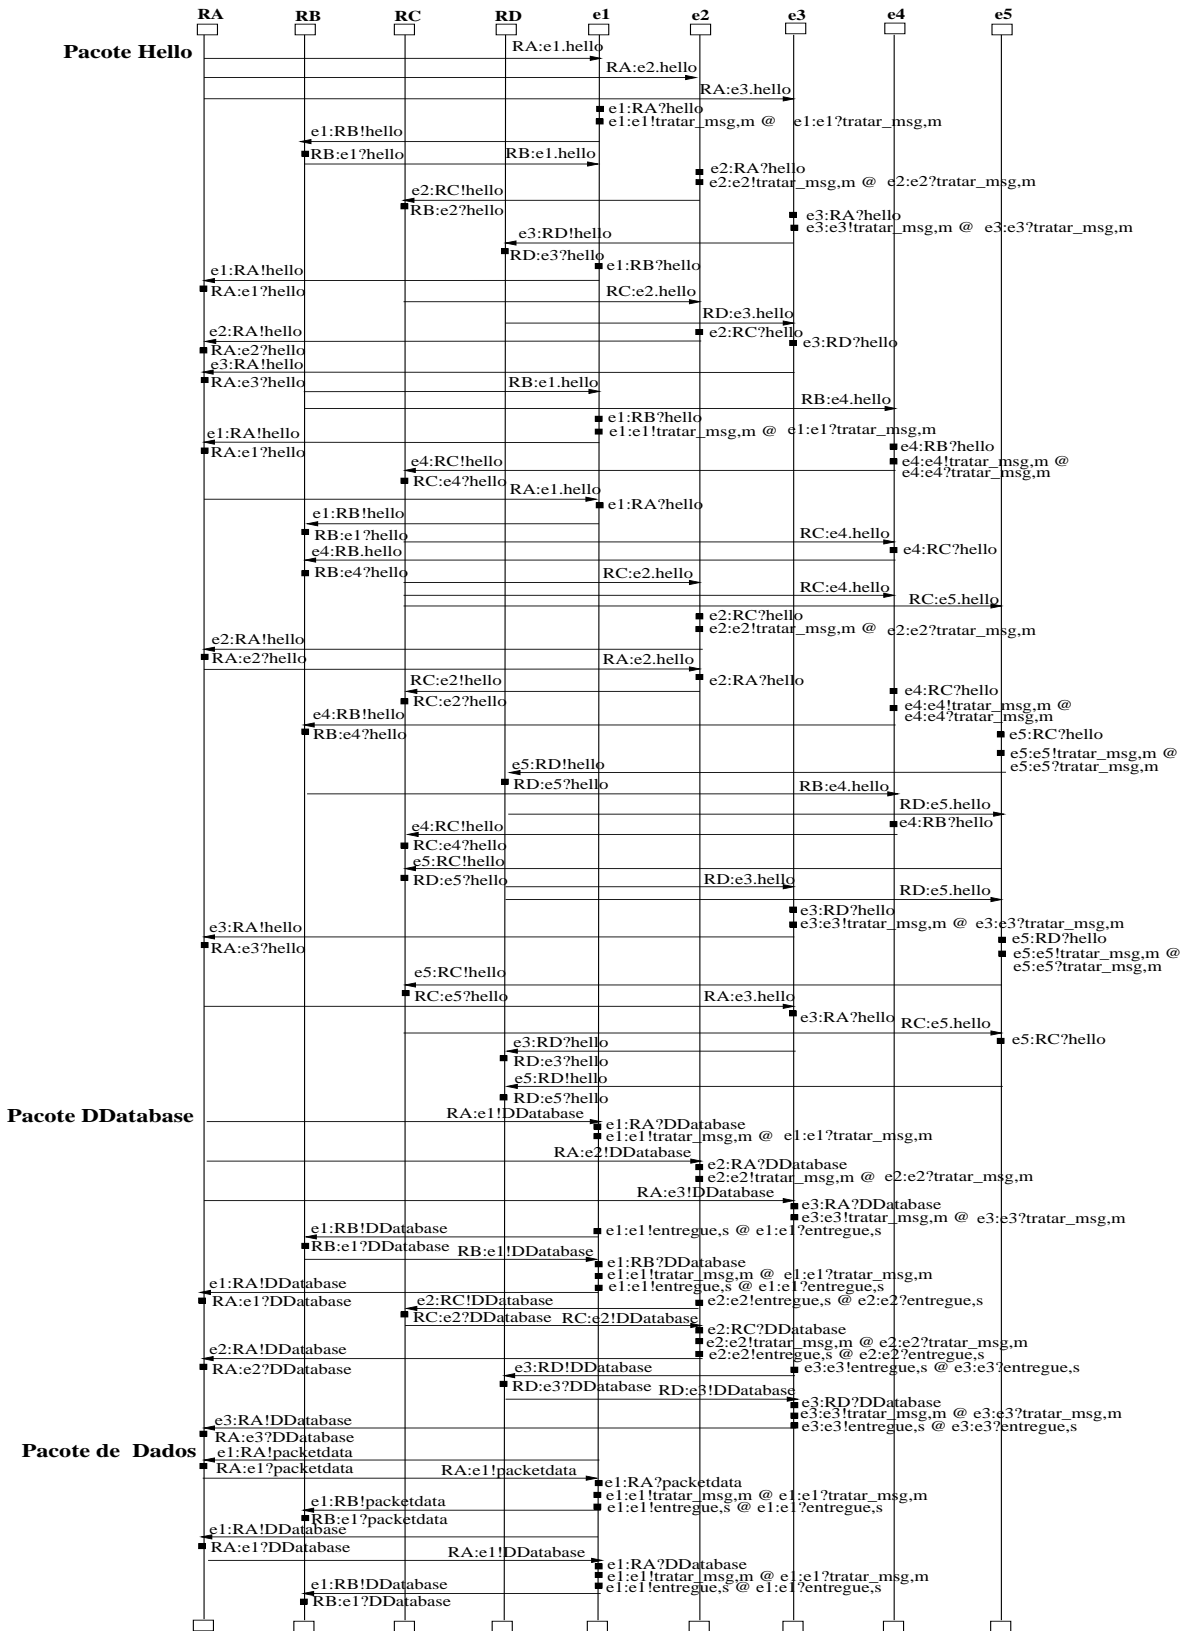 RA RB RC RD e1 e2 e3 e4 e5
Pacote Hello
RA:e1.hello
RA:e2.hello
RA:e3.hello
e1:RA?hello
e1:e1!tratar_msg,m @ e1:e1?tratar_msg,m
e1:RB!hello
RB:e1?hello
RB:e1.hello
e2:RA?hello
e2:e2!tratar_msg,m @ e2:e2?tratar_msg,m
e2:RC!hello
RB:e2?hello
e3:RA?hello
e3:e3!tratar_msg,m @ e3:e3?tratar_msg,m
e3:RD!hello
RD:e3?hello
e1:RB?hello
e1:RA!hello
RA:e1?hello
RC:e2.hello
RD:e3.hello
e2:RA!hello
e2:RC?hello
e3:RD?hello
RA:e2?hello
e3:RA!hello
RA:e3?hello
RB:e1.hello
RB:e4.hello
e1:RB?hello
e1:e1!tratar_msg,m @ e1:e1?tratar_msg,m
e1:RA!hello
RA:e1?hello
e4:RB?hello
e4:RC!hello
e4:e4!tratar_msg,m @
e4:e4?tratar_msg,m
RC:e4?hello
RA:e1.hello
e1:RA?hello
e1:RB!hello
RB:e1?hello
RC:e4.hello
e4:RC?hello
e4:RB.hello
RB:e4?hello
RC:e2.hello
RC:e4.hello
RC:e5.hello
e2:RC?hello
e2:e2!tratar_msg,m @ e2:e2?tratar_msg,m
e2:RA!hello
RA:e2?hello
RA:e2.hello
e2:RA?hello
RC:e2!hello
RC:e2?hello
e4:RC?hello
e4:e4!tratar_msg,m @
e4:e4?tratar_msg,m
e4:RB!hello
RB:e4?hello
e5:RC?hello
e5:e5!tratar_msg,m @
e5:e5?tratar_msg,m
e5:RD!hello
RD:e5?hello
RB:e4.hello
RD:e5.hello
e4:RB?hello
e4:RC!hello
RC:e4?hello
e5:RC!hello
RD:e5?hello
RD:e3.hello
RD:e5.hello
e3:RD?hello
e3:e3!tratar_msg,m @ e3:e3?tratar_msg,m
e3:RA!hello
RA:e3?hello
e5:RD?hello
e5:e5!tratar_msg,m @
e5:e5?tratar_msg,m
e5:RC!hello
RC:e5?hello
RA:e3.hello
e3:RA?hello
RC:e5.hello
e5:RC?hello
e3:RD?hello
RD:e3?hello
e5:RD!hello
RD:e5?hello
Pacote DDatabase
RA:e1!DDatabase
e1:RA?DDatabase
e1:e1!tratar_msg,m @ e1:e1?tratar_msg,m
RA:e2!DDatabase
e2:RA?DDatabase
e2:e2!tratar_msg,m @ e2:e2?tratar_msg,m
RA:e3!DDatabase
e3:RA?DDatabase
e3:e3!tratar_msg,m @ e3:e3?tratar_msg,m
e1:RB!DDatabase
e1:e1!entregue,s @ e1:e1?entregue,s
RB:e1?DDatabase
RB:e1!DDatabase
e1:RB?DDatabase
e1:e1!tratar_msg,m @ e1:e1?tratar_msg,m
e1:RA!DDatabase
e1:e1!entregue,s @ e1:e1?entregue,s
RA:e1?DDatabase
e2:RC!DDatabase
e2:e2!entregue,s @ e2:e2?entregue,s
RC:e2?DDatabase
RC:e2!DDatabase
e2:RC?DDatabase
e2:e2!tratar_msg,m @ e2:e2?tratar_msg,m
e2:RA!DDatabase
e2:e2!entregue,s @ e2:e2?entregue,s
RA:e2?DDatabase
e3:RD!DDatabase
e3:e3!entregue,s @ e3:e3?entregue,s
RD:e3?DDatabase
RD:e3!DDatabase
e3:RD?DDatabase
e3:e3!tratar_msg,m @ e3:e3?tratar_msg,m
e3:RA!DDatabase
e3:e3!entregue,s @ e3:e3?entregue,s
RA:e3?DDatabase
Pacote de Dados
e1:RA!packetdata
RA:e1?packetdata
RA:e1!packetdata
e1:RA?packetdata
e1:e1!tratar_msg,m @ e1:e1?tratar_msg,m
e1:RB!packetdata
e1:e1!entregue,s @ e1:e1?entregue,s
RB:e1?packetdata
e1:RA!DDatabase
RA:e1?DDatabase
RA:e1!DDatabase
e1:RA?DDatabase
e1:e1!tratar_msg,m @ e1:e1?tratar_msg,m
e1:RB!DDatabase
e1:e1!entregue,s @ e1:e1?entregue,s
RB:e1?DDatabase